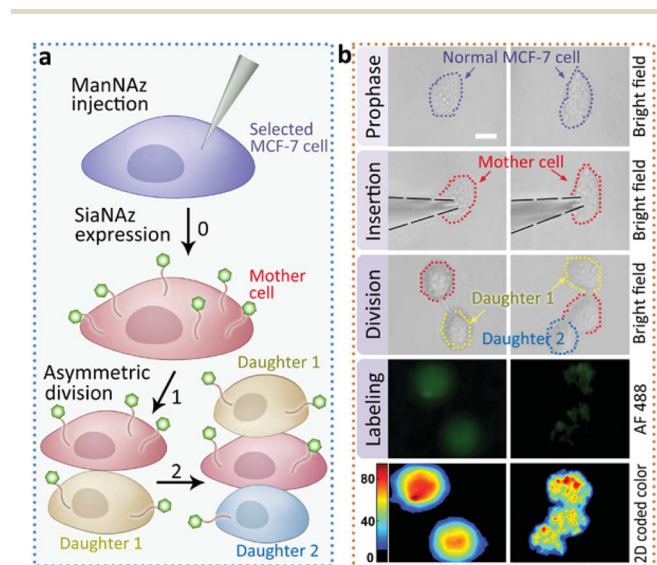 a
ManNAz
injection
Selected
MCF-7 cell
SiaNAz
expression
0
Mother
cell
Asymmetric
division
1
Daughter 1
2
Daughter 1
Daughter 2
b
Prophase
Normal MCF-7 cell
Bright field
Insertion
Mother cell
Bright field
Division
Daughter 1
Daughter 2
Bright field
Labeling
AF 488
80
40
0
2D coded color